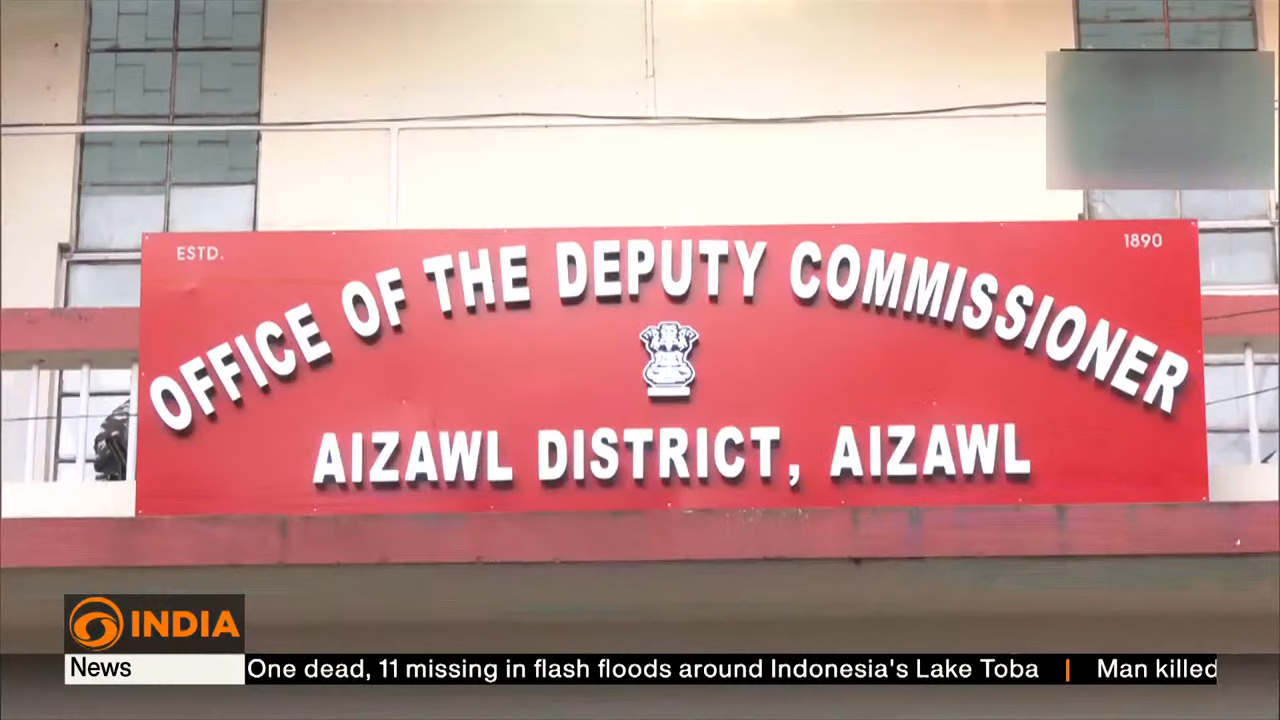 ESTD. 1890
OFFICE OF THE DEPUTY COMMISSIONER
AIZAWL DISTRICT, AIZAWL
INDIA
News
One dead, 11 missing in flash floods around Indonesia's Lake Toba | Man killed